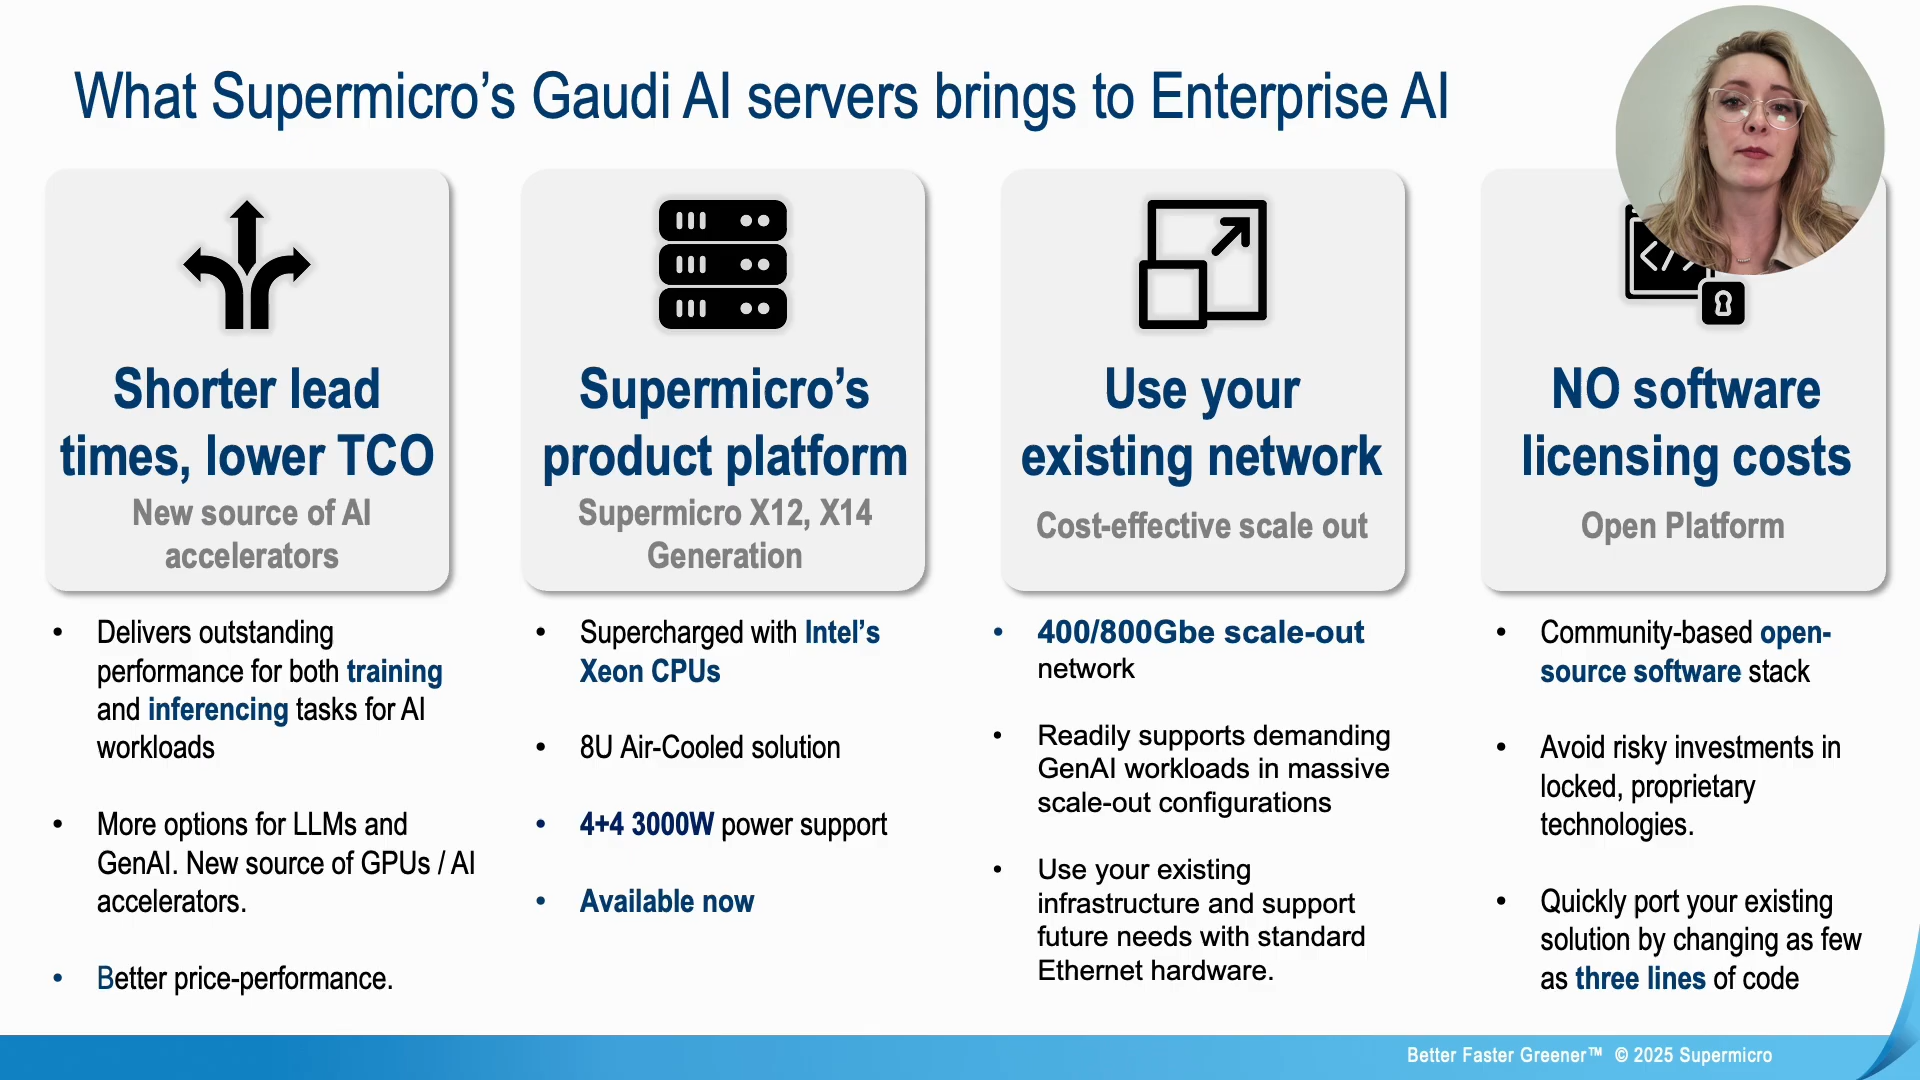 What Supermicro's Gaudi AI servers brings to Enterprise AI
Shorter lead
times, lower TCO
New source of AI
accelerators
• Delivers outstanding
performance for both training
and inferencing tasks for AI
workloads
• More options for LLMs and
GenAI. New source of GPUs / AI
accelerators.
• Better price-performance.
Supermicro's
product platform
Supermicro X12, X14
Generation
• Supercharged with Intel's
Xeon CPUs
• 8U Air-Cooled solution
• 4+4 3000W power support
• Available now
Use your
existing network
Cost-effective scale out
• 400/800Gbe scale-out
network
• Readily supports demanding
GenAI workloads in massive
scale-out configurations
• Use your existing
infrastructure and support
future needs with standard
Ethernet hardware.
NO software
licensing costs
Open Platform
• Community-based open-
source software stack
• Avoid risky investments in
locked, proprietary
technologies.
• Quickly port your existing
solution by changing as few
as three lines of code
Better Faster Greener™ © 2025 Supermicro